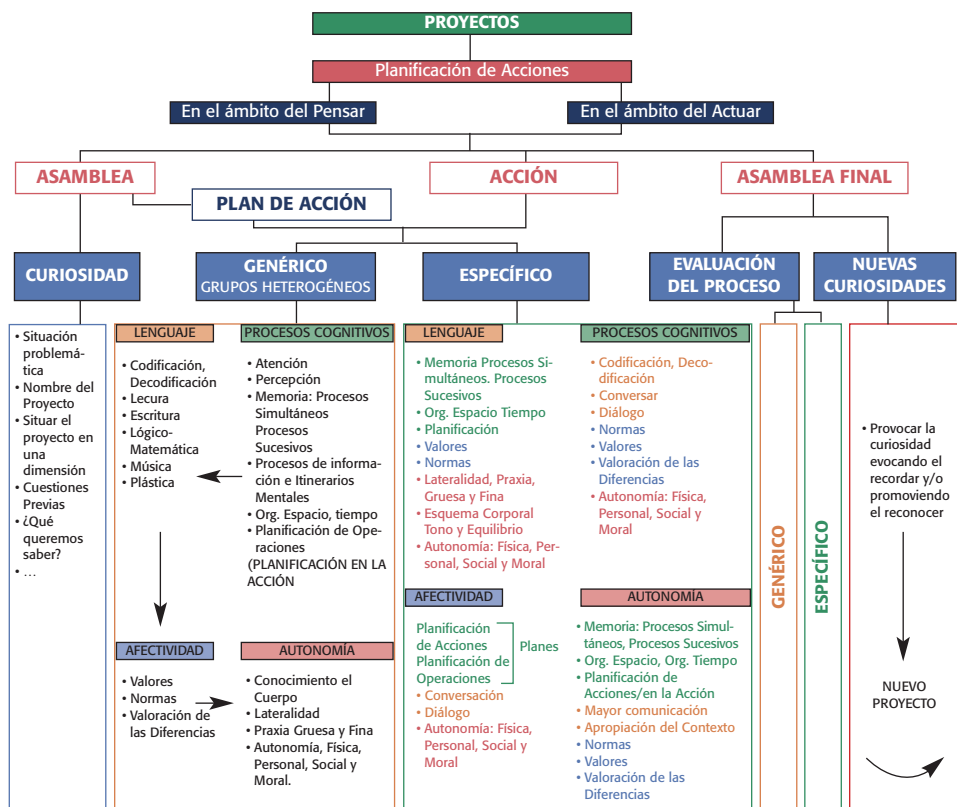 PROYECTOS
Planificación de Acciones
En el ámbito del Pensar
En el ámbito del Actuar
ASAMBLEA
ACCIÓN
ASAMBLEA FINAL
PLAN DE ACCIÓN
CURIOSIDAD
GENÉRICO
GRUPOS HETEROGÉNEOS
ESPECÍFICO
EVALUACIÓN
DEL PROCESO
NUEVAS
CURIOSIDADES
• Situación
problemá-
tica
• Nombre del
Proyecto
• Situar el
proyecto en
una
dimensión
• Cuestiones
Previas
• ¿Qué
queremos
saber?
• ...
LENGUAJE
• Codificación,
Decodificación
• Lecura
• Escritura
• Lógico-
Matemática
• Música
• Plástica
PROCESOS COGNITIVOS
• Atención
• Percepción
• Memoria: Procesos
Simultáneos
Procesos
Sucesivos
• Procesos de informa-
ción e Itinerarios
Mentales
• Org. Espacio, tiempo
• Planificación de Ope-
raciones
(PLANIFICACIÓN EN LA
ACCIÓN
AFECTIVIDAD
• Valores
• Normas
• Valoración de
las Diferencias
AUTONOMÍA
• Conocimiento el
Cuerpo
• Lateralidad
• Praxia Gruesa y Fina
• Autonomía, Física,
Personal, Social y
Moral.
LENGUAJE
• Memoria Procesos Si-
multáneos. Procesos
Sucesivos
• Org. Espacio Tiempo
• Planificación
• Valores
• Normas
• Lateralidad, Praxia,
Gruesa y Fina
• Esquema Corporal
Tono y Equilibrio
• Autonomía: Física, Per-
sonal, Social y Moral
PROCESOS COGNITIVOS
• Codificación, Deco-
dificación
• Conversar
• Diálogo
• Normas
• Valores
• Valoración de las
Diferencias
• Autonomía: Física,
Personal, Social y
Moral
AFECTIVIDAD
Planificación
de Acciones
Planificación de
Operaciones
Planes
• Conversación
• Diálogo
• Autonomía: Física,
Personal, Social y
Moral
AUTONOMÍA
• Memoria: Procesos Simul-
táneos, Procesos Sucesivos
• Org. Espacio, Org. Tiempo
• Planificación de
Acciones/en la Acción
• Mayor comunicación
• Apropiación del Contexto
• Normas
• Valores
• Valoración de las
Diferencias
GENÉRICO
ESPECÍFICO
• Provocar la
curiosidad
evocando el
recordar y/o
promoviendo
el reconocer
NUEVO
PROYECTO